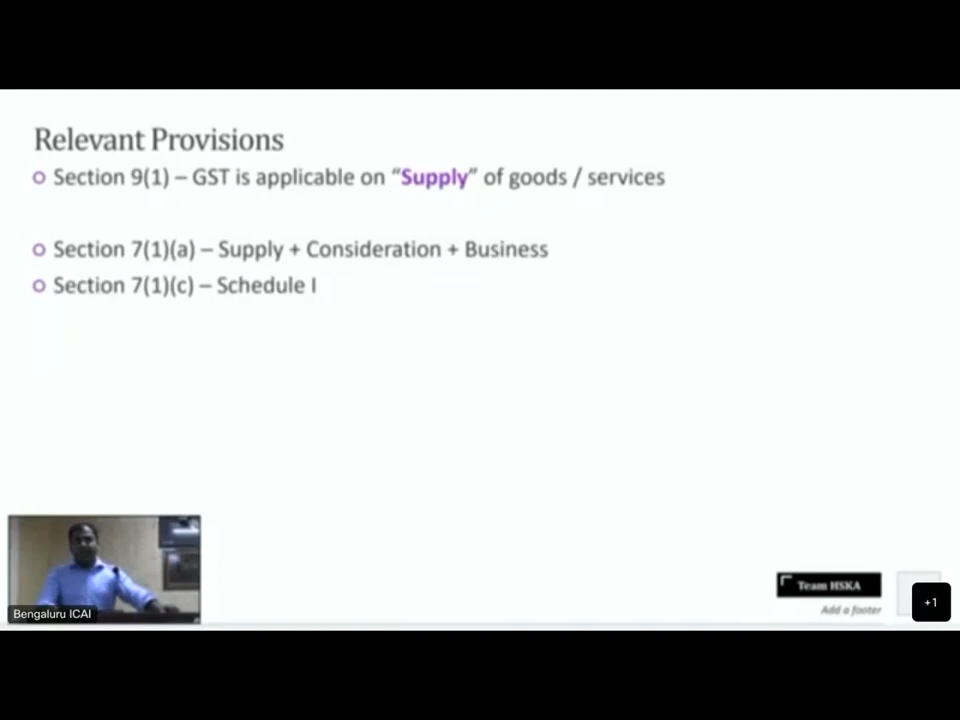 Relevant Provisions
Section 9(1) – GST is applicable on “Supply” of goods / services
Section 7(1)(a) – Supply + Consideration + Business
Section 7(1)(c) – Schedule I
Bengaluru ICAI
Team HSKA
Add a footer
+1